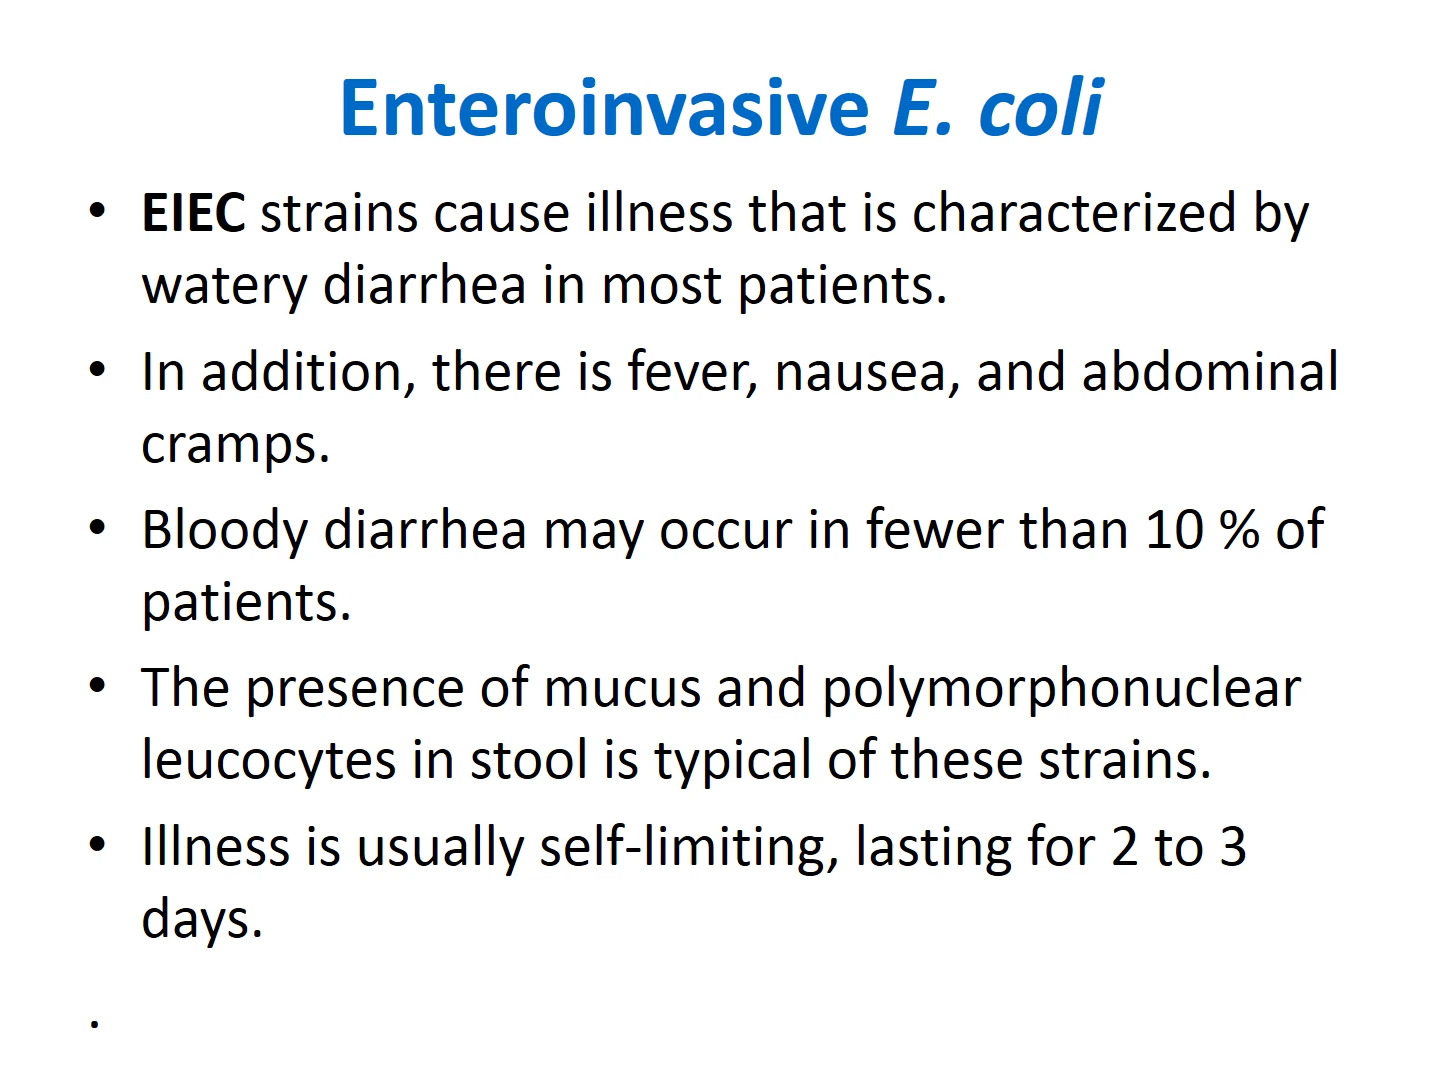 Enteroinvasive E. coli
• EIEC strains cause illness that is characterized by
watery diarrhea in most patients.
• In addition, there is fever, nausea, and abdominal
cramps.
• Bloody diarrhea may occur in fewer than 10 % of
patients.
• The presence of mucus and polymorphonuclear
leucocytes in stool is typical of these strains.
• Illness is usually self-limiting, lasting for 2 to 3
days.
.